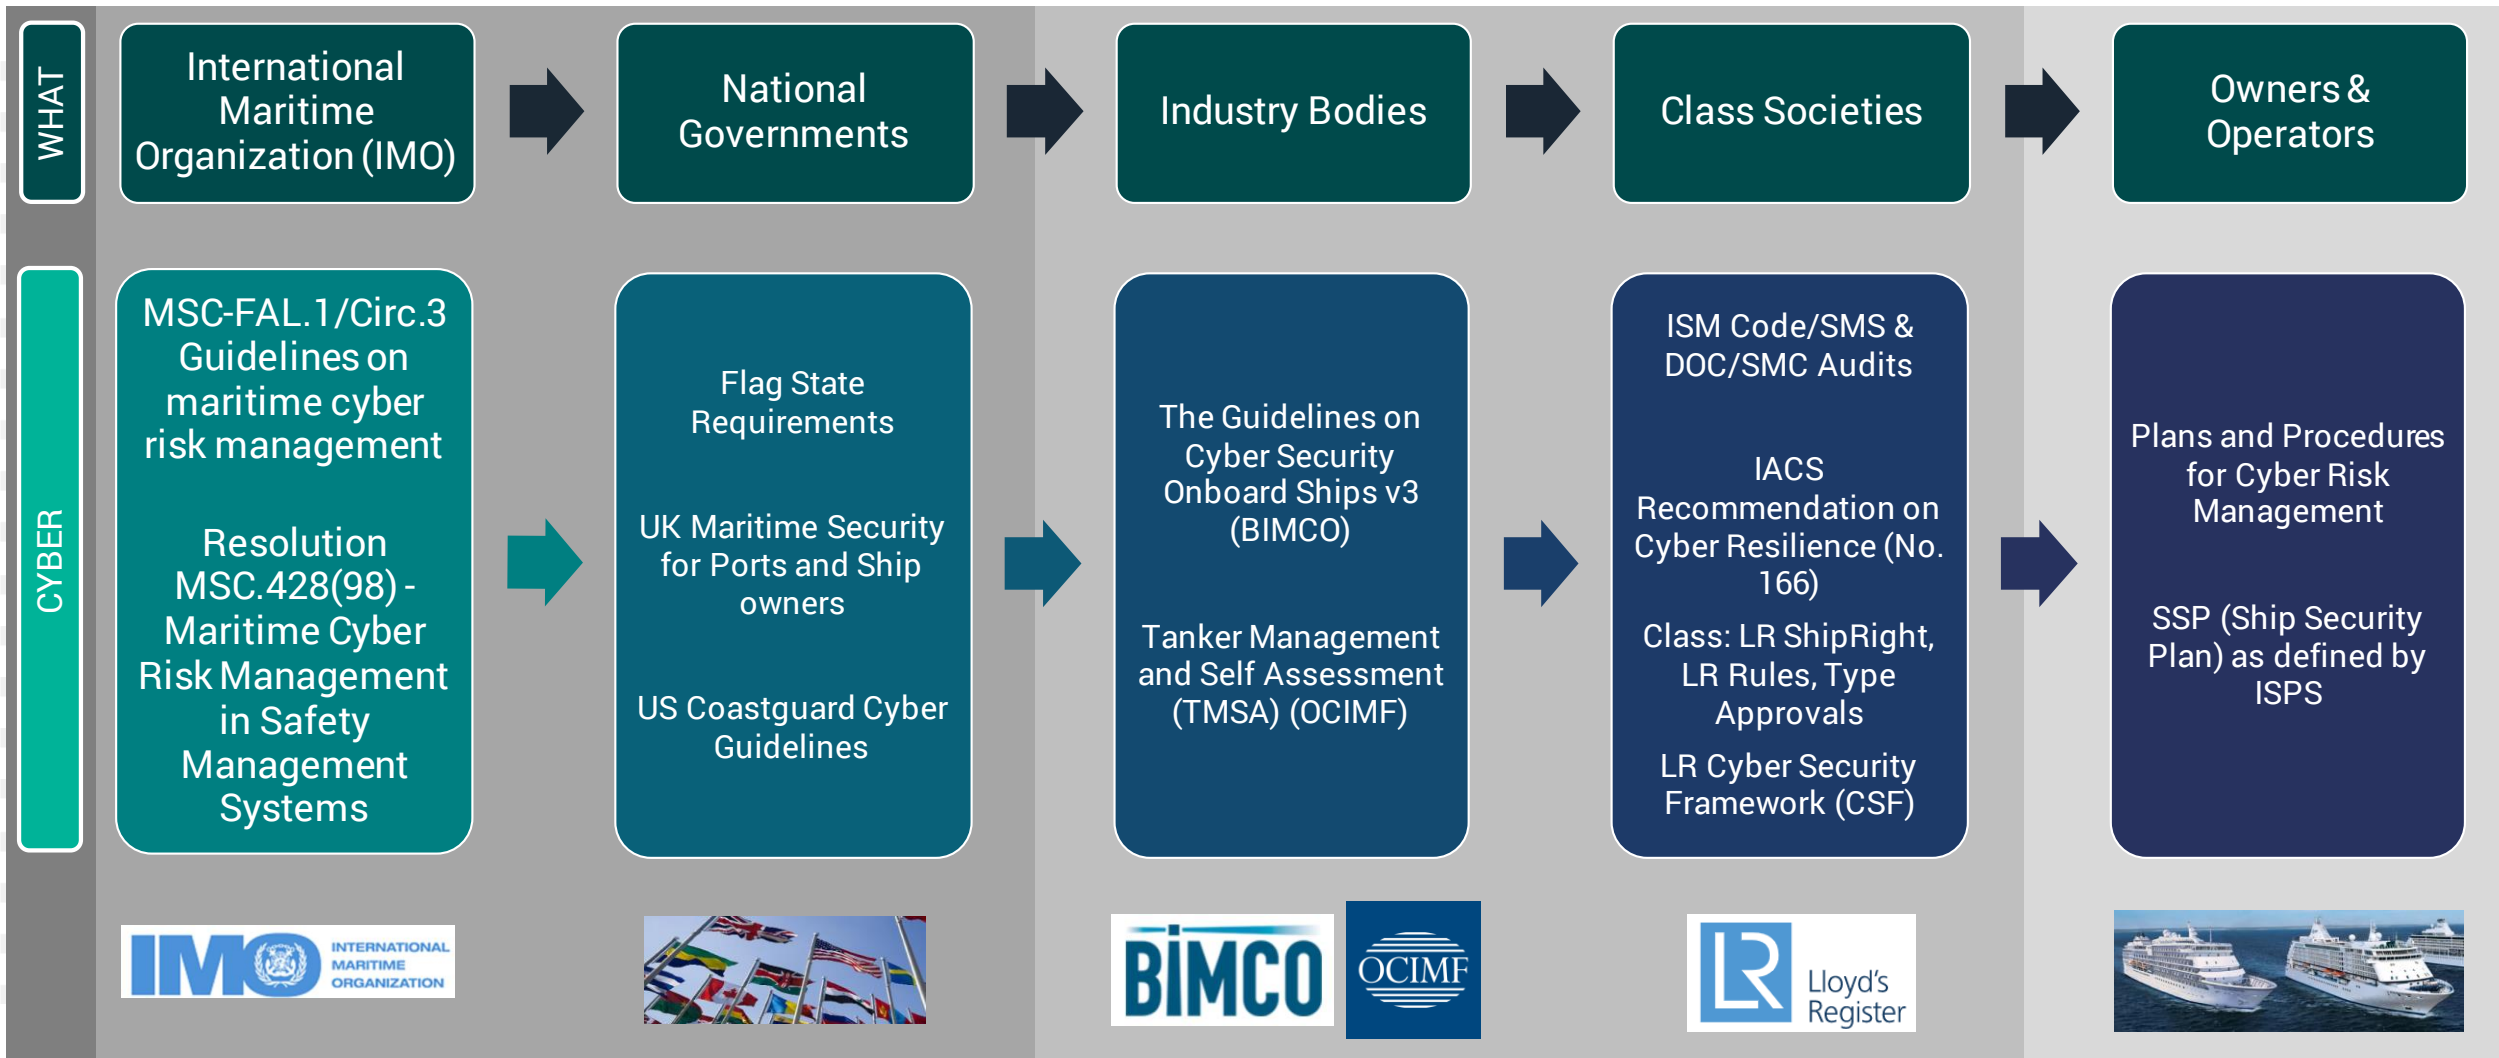 WHAT
International
Maritime
Organization (IMO)
National
Governments
Industry Bodies
Class Societies
Owners &
Operators
CYBER
MSC-FAL.1/Circ.3
Guidelines on
maritime cyber
risk management
Resolution
MSC.428(98) -
Maritime Cyber
Risk Management
in Safety
Management
Systems
Flag State
Requirements
UK Maritime Security
for Ports and Ship
owners
US Coastguard Cyber
Guidelines
The Guidelines on
Cyber Security
Onboard Ships v3
(BIMCO)
Tanker Management
and Self Assessment
(TMSA) (OCIMF)
ISM Code/SMS &
DOC/SMC Audits
IACS
Recommendation on
Cyber Resilience (No.
166)
Class: LR ShipRight,
LR Rules, Type
Approvals
LR Cyber Security
Framework (CSF)
Plans and Procedures
for Cyber Risk
Management
SSP (Ship Security
Plan) as defined by
ISPS
IMO
INTERNATIONAL
MARITIME
ORGANIZATION
BIMCO
OCIMF
LR
Lloyd's
Register